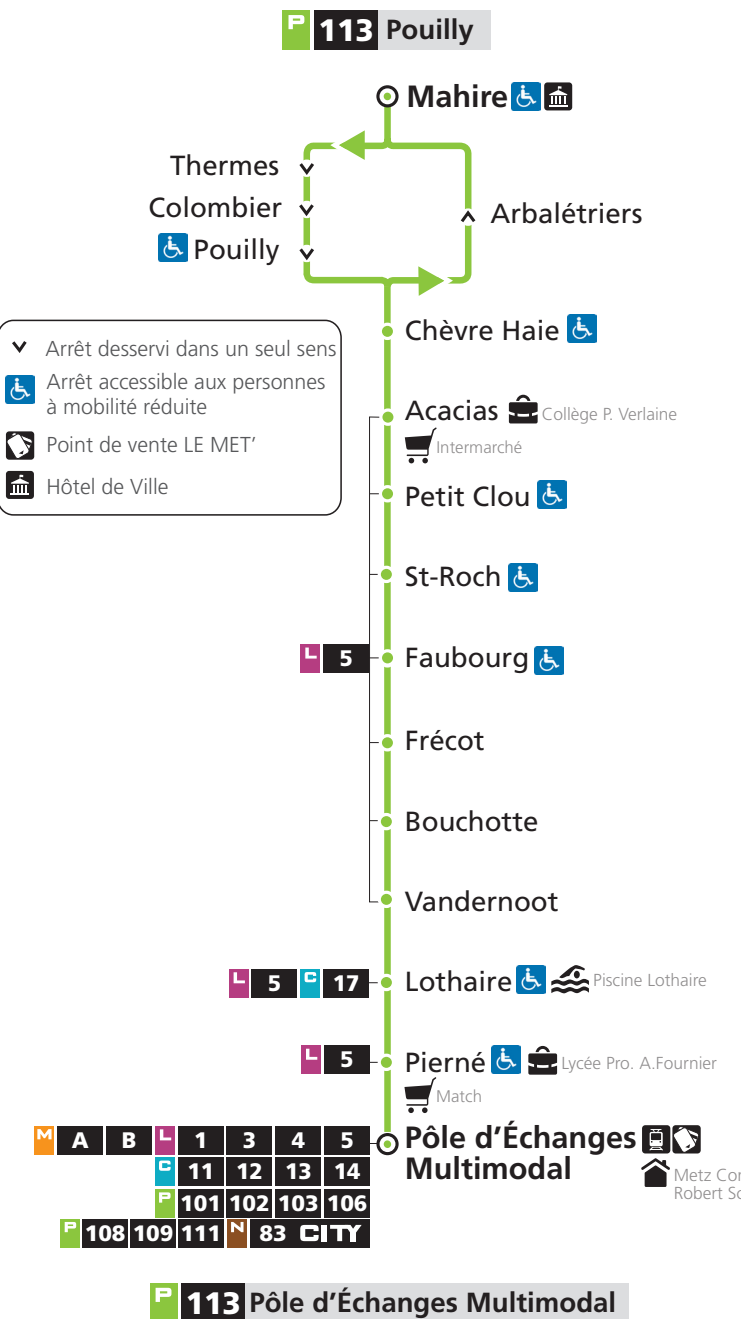 P 113 Pouilly
Mahire
Thermes
Colombier
Pouilly
Arbalétriers
Chèvre Haie
Arrêt desservi dans un seul sens
Arrêt accessible aux personnes
à mobilité réduite
Point de vente LE MET'
Hôtel de Ville
Acacias Collège P. Verlaine
Intermarché
Petit Clou
St-Roch
L 5 Faubourg
Frécot
Bouchotte
Vandernoot
L 5 C 17 Lothaire Piscine Lothaire
L 5 Pierné Lycée Pro. A.Fournier
Match
M A B L 1 3 4 5 Pôle d'Échanges
C 11 12 13 14 Multimodal
Metz Con
Robert Sc
P 101 102 103 106
P 108 109 111 N 83 CITY
P 113 Pôle d'Échanges Multimodal